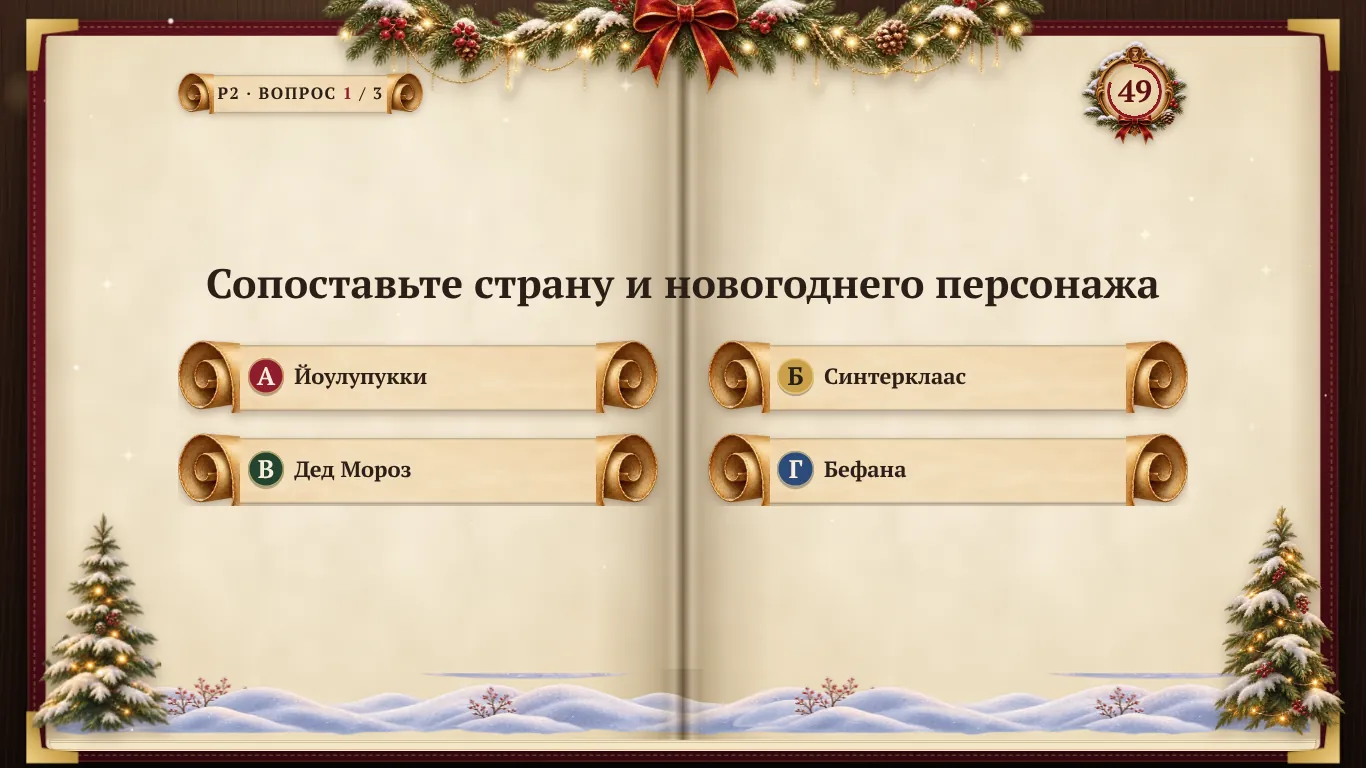 Р2 · ВОПРОС 1 / 3
49
Сопоставьте страну и новогоднего персонажа
А Йоулупукки
Б Синтерклаас
В Дед Мороз
Г Бефана